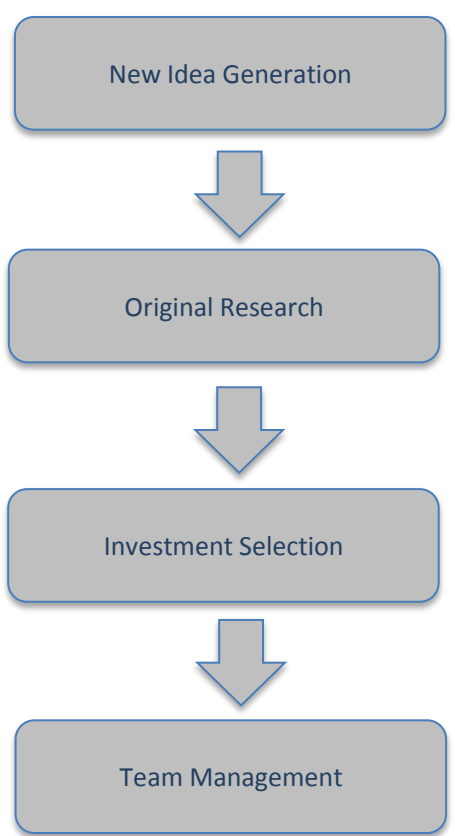 New Idea Generation
Original Research
Investment Selection
Team Management